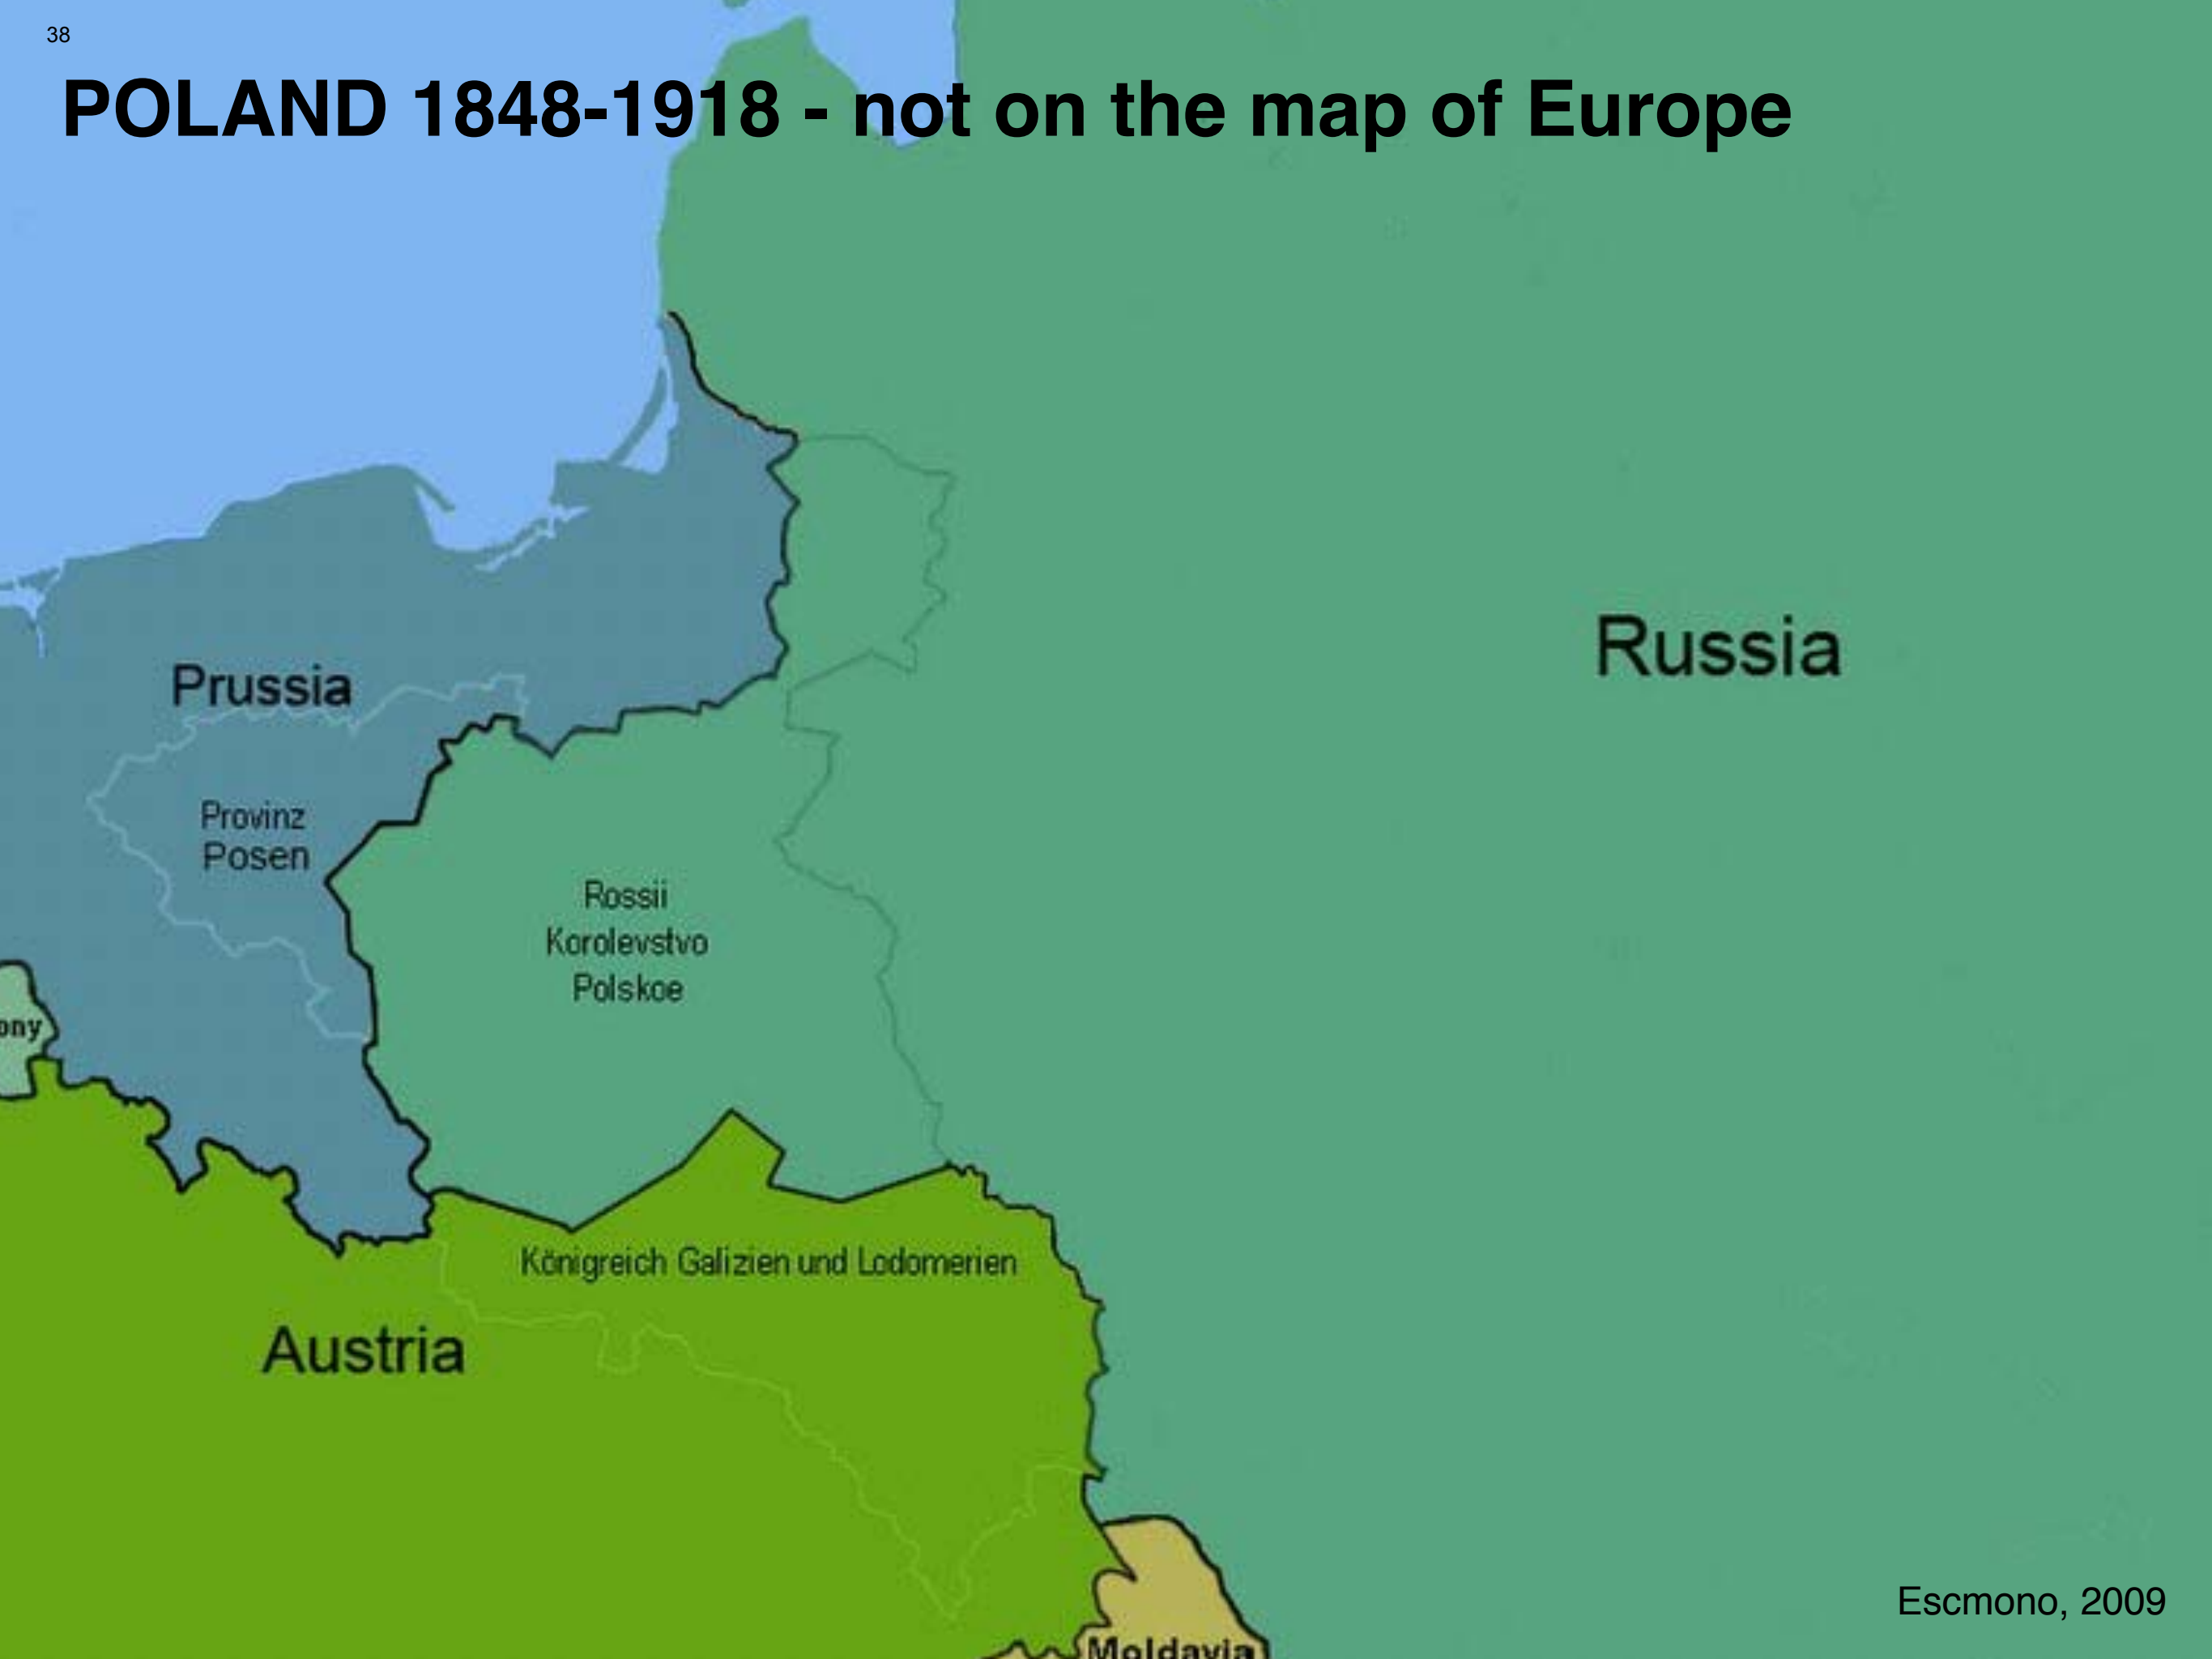 38
POLAND 1848-1918 - not on the map of Europe
Russia
Prussia
Provinz
Posen
Rossii
Korolevstvo
Polskoe
ony
Königreich Galizien und Lodomerien
Austria
Escmono, 2009
Moldavia